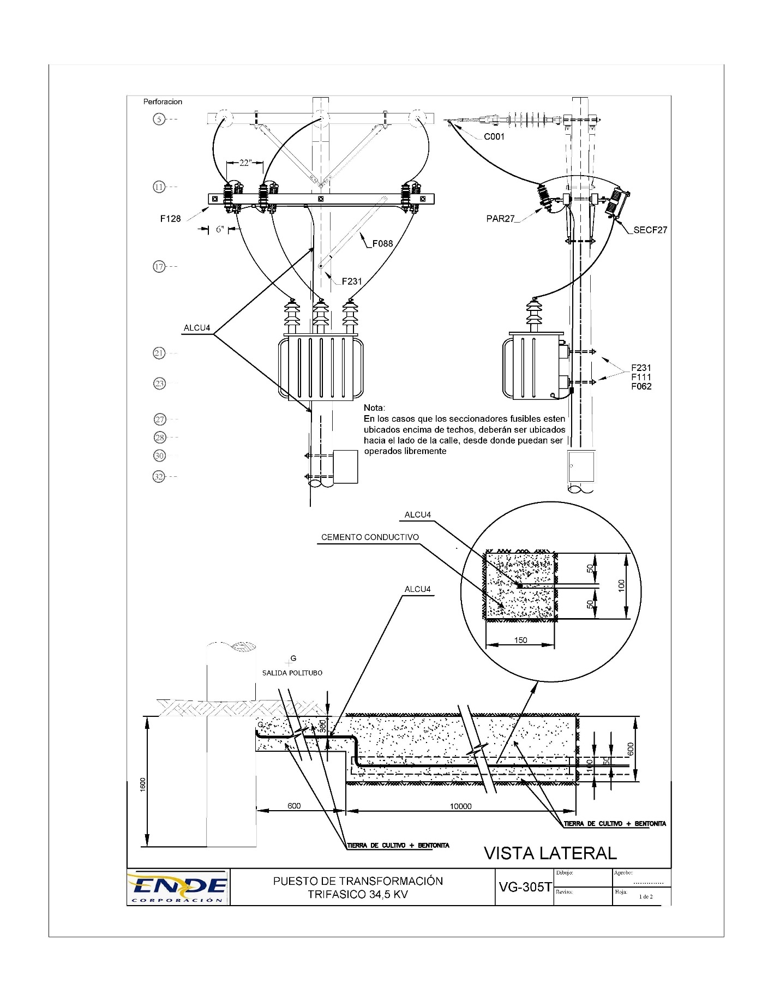 Perforacion
5
C001
22"
11
F128
6"
PAR27
SECF27
F088
17
F231
ALCU4
21
23
F231
F111
F062
Nota:
En los casos que los seccionadores fusibles esten
ubicados encima de techos, deberán ser ubicados
hacia el lado de la calle, desde donde puedan ser
operados libremente
27
28
30
32
ALCU4
CEMENTO CONDUCTIVO
50
100
50
150
ALCU4
G
SALIDA POLITUBO
G
300
600
100
50
1600
600
10000
TIERRA DE CULTIVO + BENTONITA
TIERRA DE CULTIVO + BENTONITA
VISTA LATERAL
ENDE
CORPORACIÓN
PUESTO DE TRANSFORMACIÓN
TRIFASICO 34,5 KV
VG-305T
Dibujo:
Aprobo:
..............
Reviso:
Hoja:
1 de 2